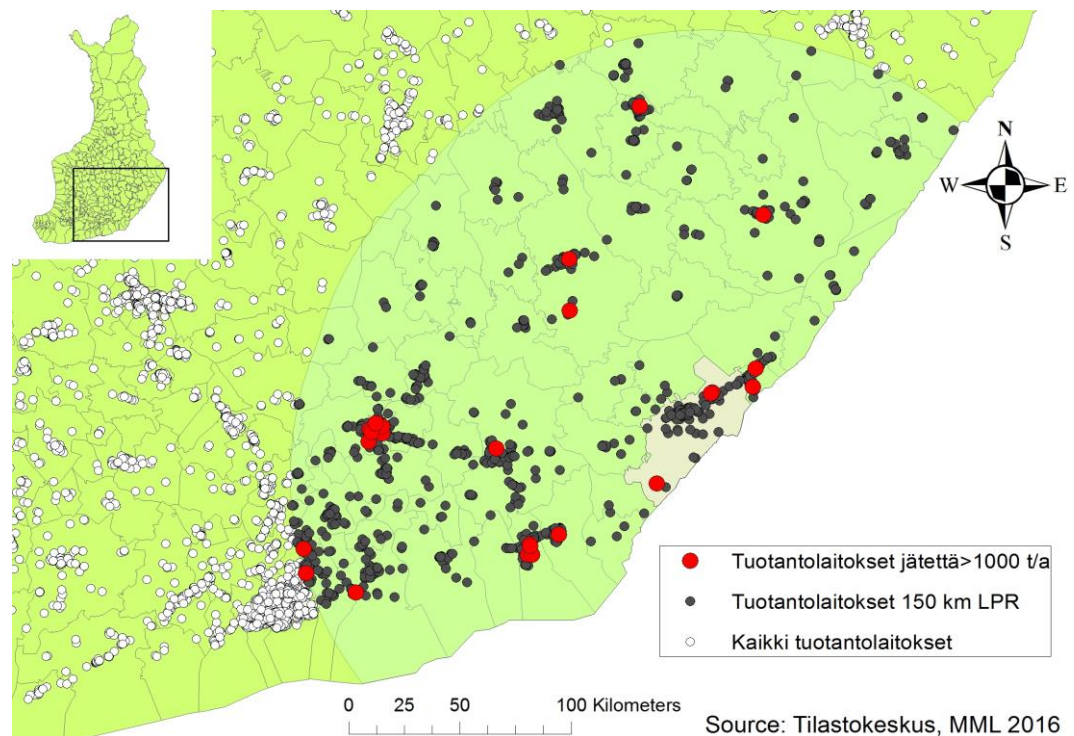 N
W E
S
Tuotantolaitokset jätettä>1000 t/a
Tuotantolaitokset 150 km LPR
Kaikki tuotantolaitokset
0 25 50 100 Kilometers
Source: Tilastokeskus, MML 2016